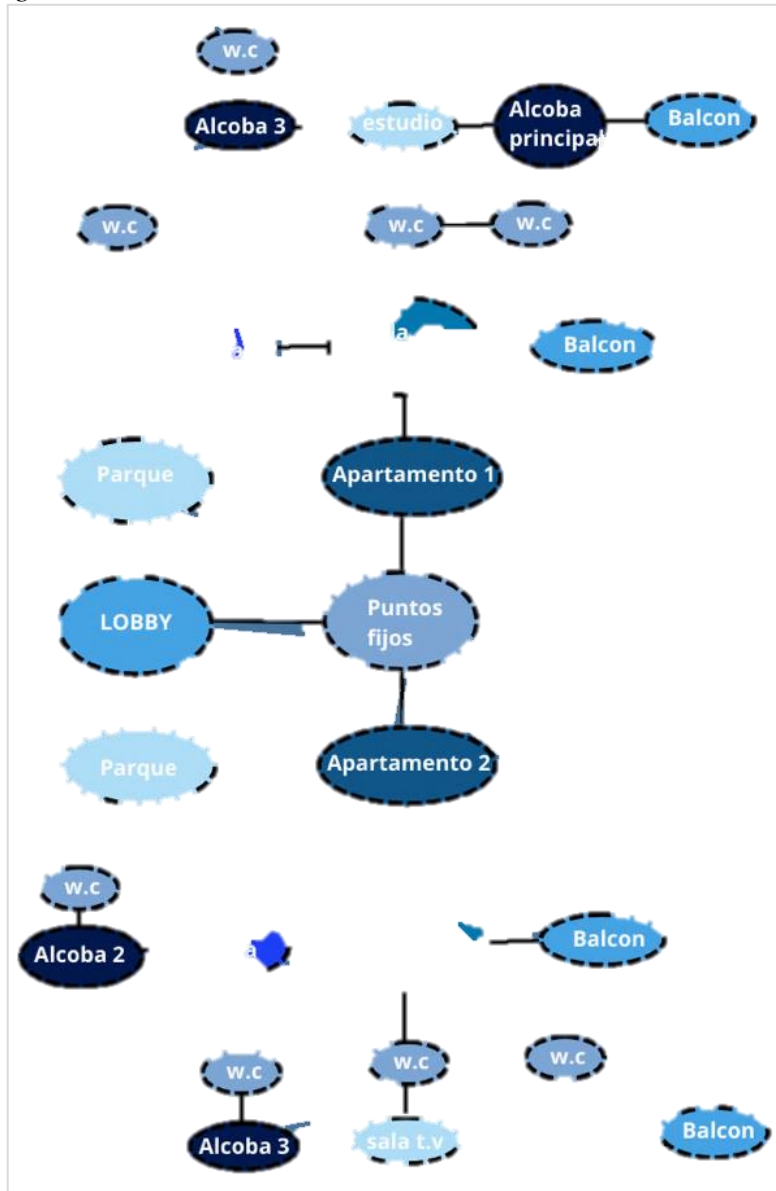 w.c
Alcoba 3
estudio
Alcoba
principal
Balcon
w.c
w.c
w.c
Balcon
Parque
Apartamento 1
LOBBY
Puntos
fijos
Parque
Apartamento 2
w.c
Alcoba 2
Balcon
w.c
w.c
w.c
Alcoba 3
sala t.v
Balcon